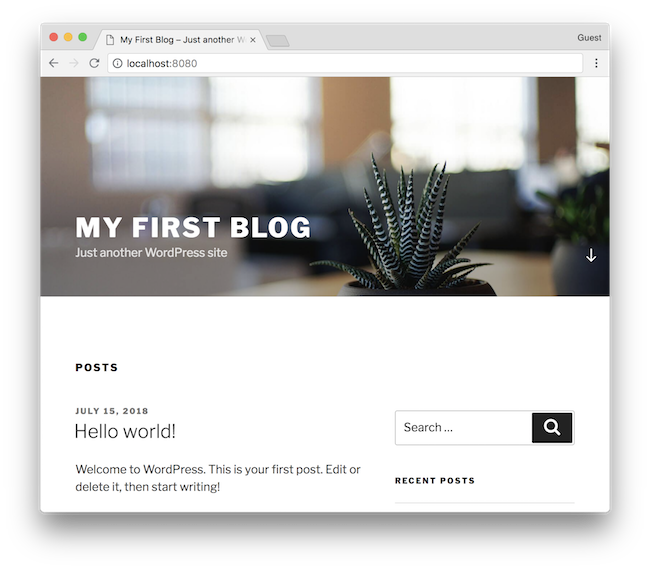 My First Blog – Just another W
Guest
localhost:8080
MY FIRST BLOG
Just another WordPress site
POSTS
JULY 15, 2018
Hello world!
Welcome to WordPress. This is your first post. Edit or
delete it, then start writing!
Search …
RECENT POSTS